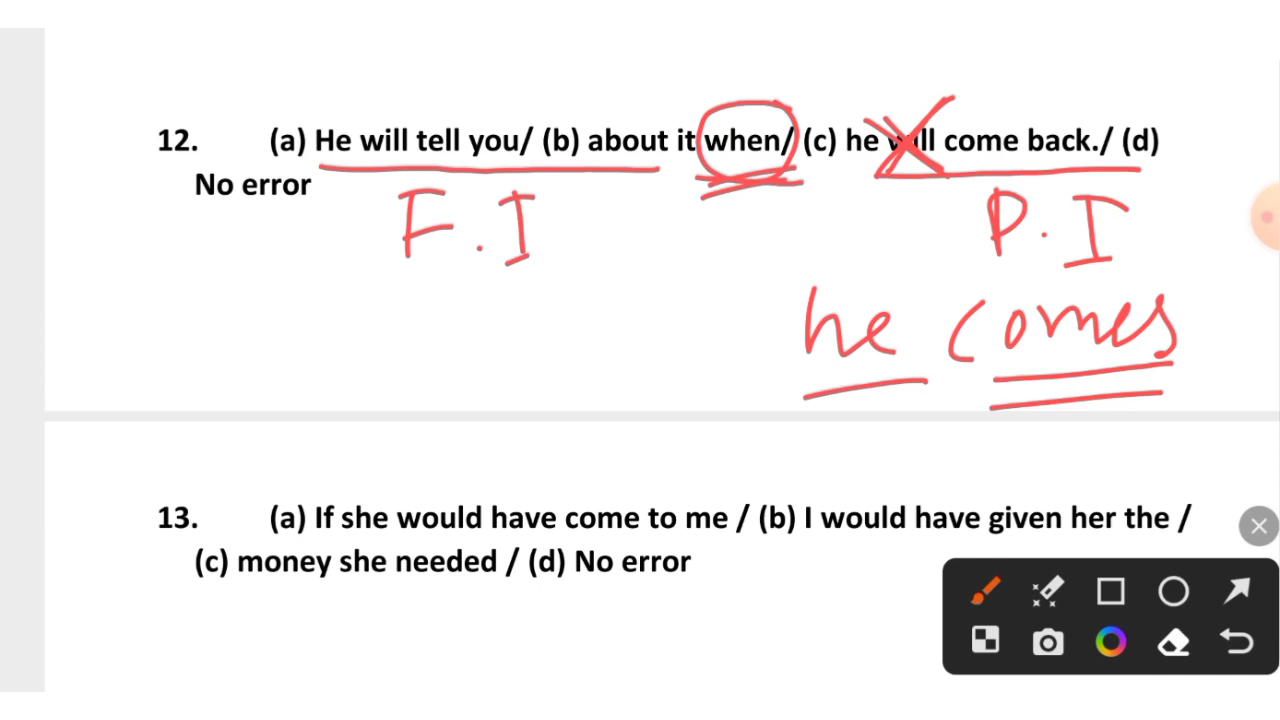 12. (a) He will tell you/ (b) about it when/ (c) he will come back./ (d)
No error
F.I P.I
he comes
13. (a) If she would have come to me / (b) I would have given her the /
(c) money she needed / (d) No error